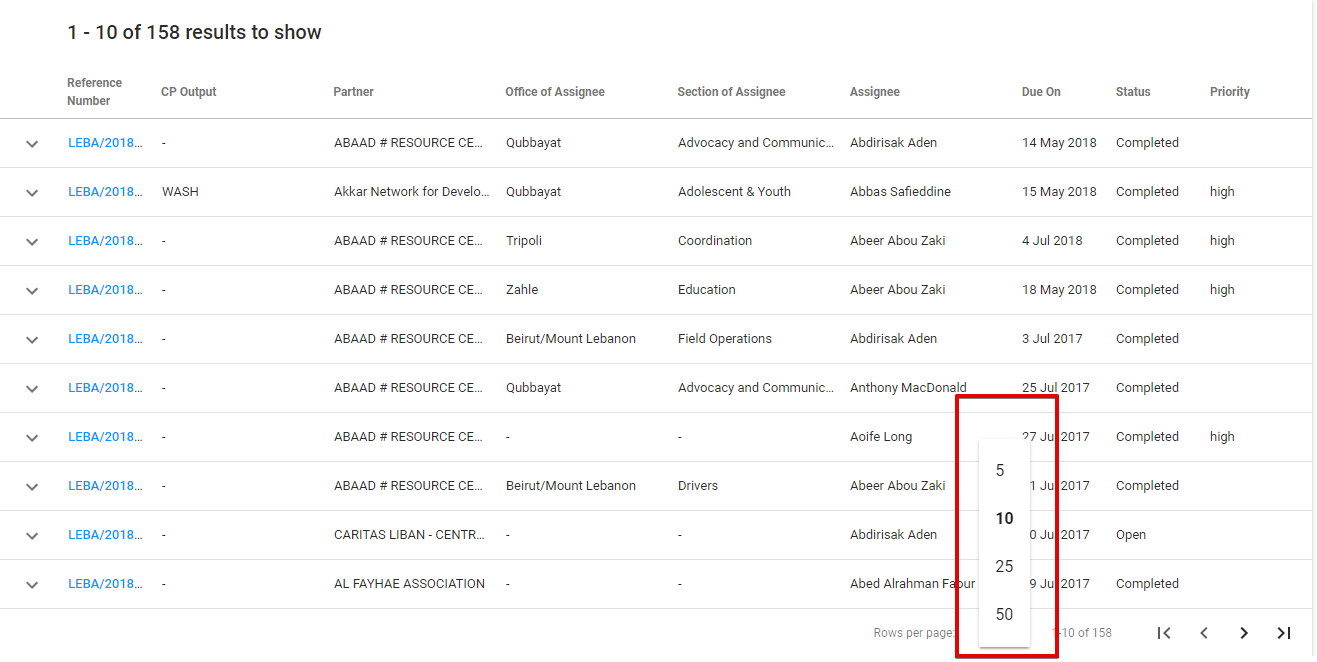 1 - 10 of 158 results to show
Reference Number CP Output Partner Office of Assignee Section of Assignee Assignee Due On Status Priority
LEBA/2018... - ABAAD # RESOURCE CE... Qubbayat Advocacy and Communic... Abdirisak Aden 14 May 2018 Completed
LEBA/2018... WASH Akkar Network for Develo... Qubbayat Adolescent & Youth Abbas Safieddine 15 May 2018 Completed high
LEBA/2018... - ABAAD # RESOURCE CE... Tripoli Coordination Abeer Abou Zaki 4 Jul 2018 Completed high
LEBA/2018... - ABAAD # RESOURCE CE... Zahle Education Abeer Abou Zaki 18 May 2018 Completed high
LEBA/2018... - ABAAD # RESOURCE CE... Beirut/Mount Lebanon Field Operations Abdirisak Aden 3 Jul 2017 Completed
LEBA/2018... - ABAAD # RESOURCE CE... Qubbayat Advocacy and Communic... Anthony MacDonald 25 Jul 2017 Completed
LEBA/2018... - ABAAD # RESOURCE CE... - - Aoife Long 27 Jul 2017 Completed high
LEBA/2018... - ABAAD # RESOURCE CE... Beirut/Mount Lebanon Drivers Abeer Abou Zaki 1 Jul 2017 Completed
LEBA/2018... - CARITAS LIBAN - CENTR... - - Abdirisak Aden 0 Jul 2017 Open
LEBA/2018... - AL FAYHAE ASSOCIATION - - Abed Alrahman Faour 9 Jul 2017 Completed
5
10
25
50
Rows per page: 1-10 of 158